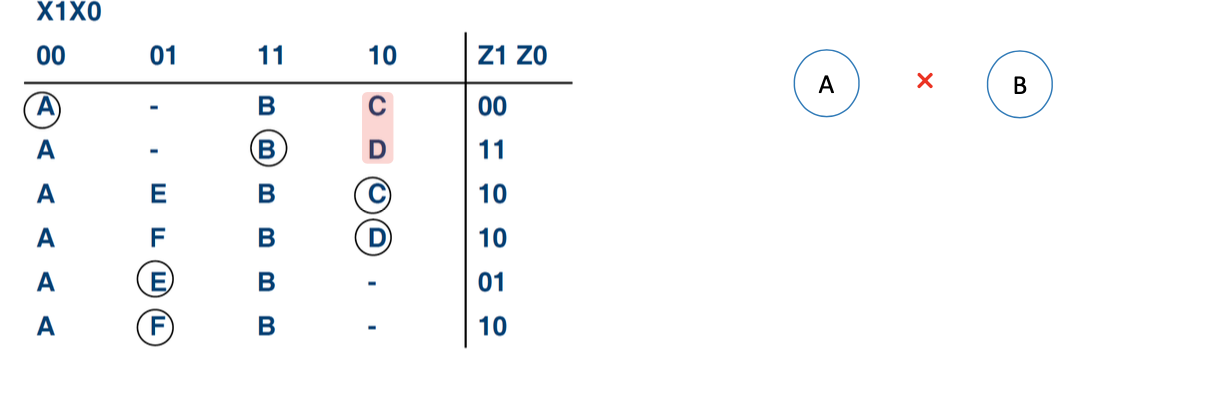 X1X0
00 01 11 10 Z1 Z0
A - B C 00
A - B D 11
A E B C 10
A F B D 10
A E B - 01
A F B - 10
A × B